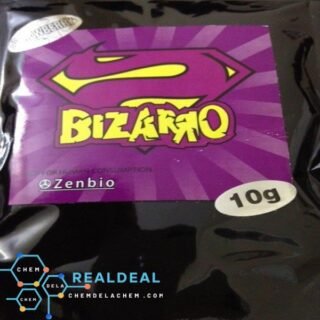 BIZARRO
Zenbio
10g
CHEM
DELA
CHEM
REALDEAL
CHEMDELACHEM.COM